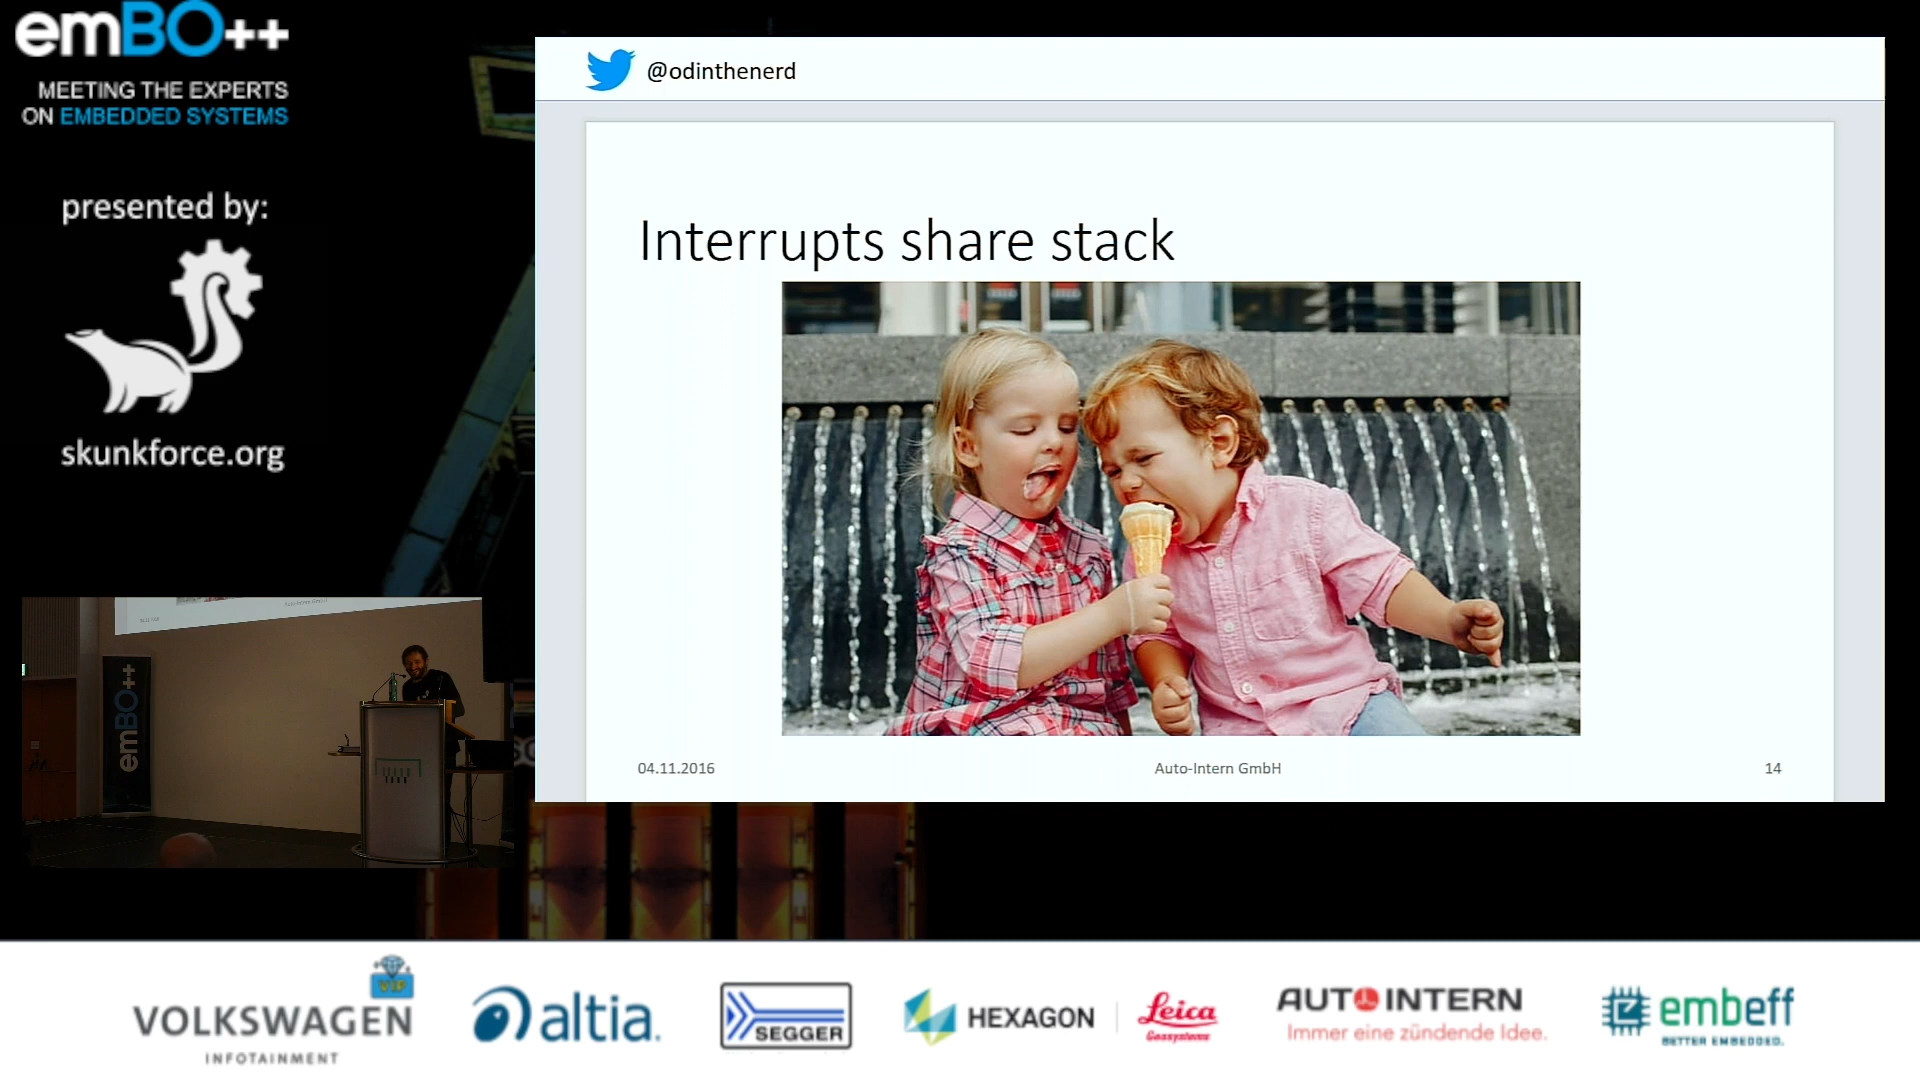 emBO++
MEETING THE EXPERTS
ON EMBEDDED SYSTEMS
presented by:
skunkforce.org
@odinthenerd
Interrupts share stack
04.11.2016
Auto-Intern GmbH
14
emBO++
VIP
VOLKSWAGEN
INFOTAINMENT
altia.
SEGGER
HEXAGON
Leica
Geosystems
AUTO INTERN
Immer eine zündende Idee.
embeff
BETTER EMBEDDED.